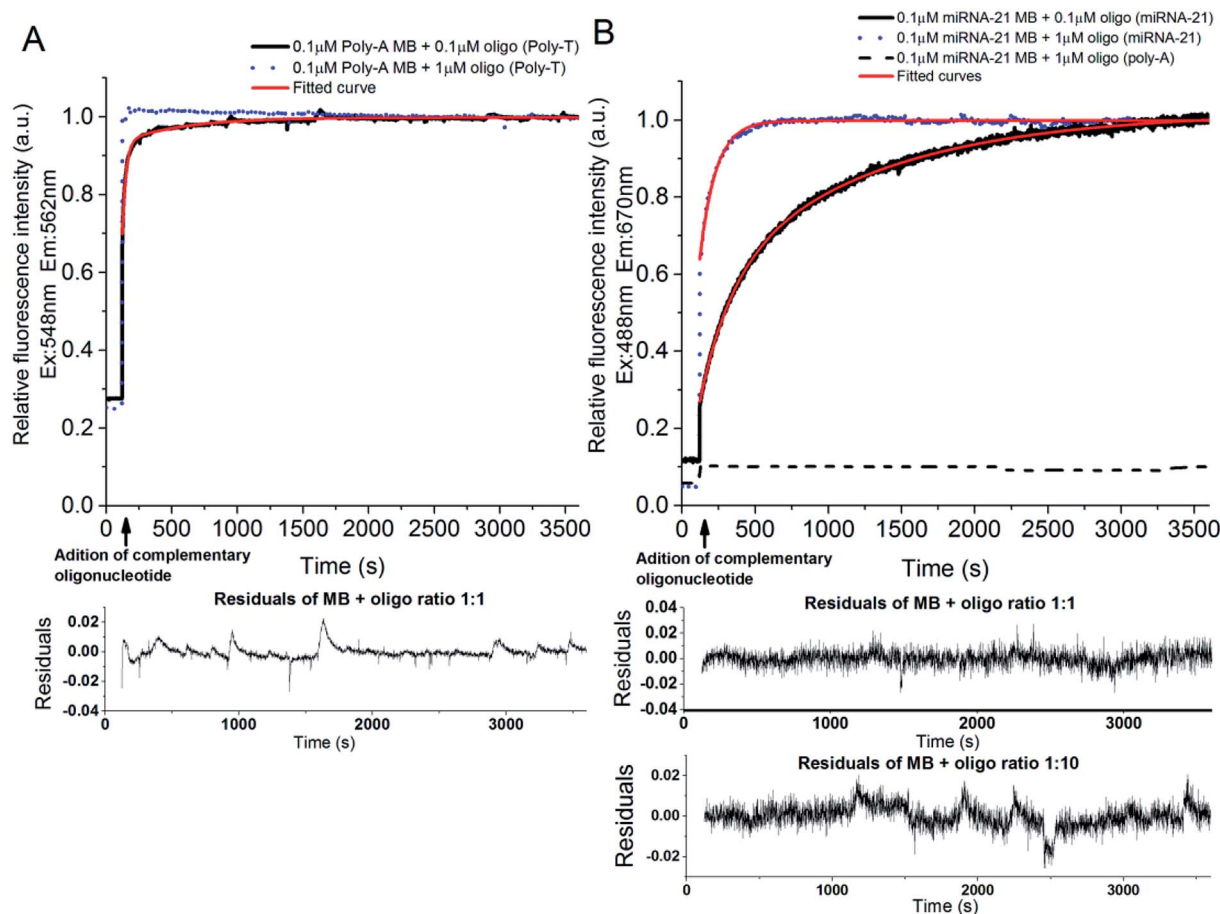 A
0.1μM Poly-A MB + 0.1μM oligo (Poly-T)
0.1μM Poly-A MB + 1μM oligo (Poly-T)
Fitted curve
Relative fluorescence intensity (a.u.)
Ex:548nm Em:562nm
1.0
0.8
0.6
0.4
0.2
0.0
0 500 1000 1500 2000 2500 3000 3500
Adition of complementary
oligonucleotide
Time (s)
Residuals of MB + oligo ratio 1:1
Residuals
0.02
0.00
-0.02
-0.04
0 1000 2000 3000
Time (s)
B
0.1μM miRNA-21 MB + 0.1μM oligo (miRNA-21)
0.1μM miRNA-21 MB + 1μM oligo (miRNA-21)
0.1μM miRNA-21 MB + 1μM oligo (poly-A)
Fitted curves
Relative fluorescence intensity (a.u.)
Ex:488nm Em:670nm
1.0
0.8
0.6
0.4
0.2
0.0
0 500 1000 1500 2000 2500 3000 3500
Adition of complementary
oligonucleotide
Time (s)
Residuals of MB + oligo ratio 1:1
Residuals
0.04
0.02
0.00
-0.02
-0.04
0 1000 2000 3000
Time (s)
Residuals of MB + oligo ratio 1:10
Residuals
0.02
0.00
-0.02
0 1000 2000 3000
Time (s)